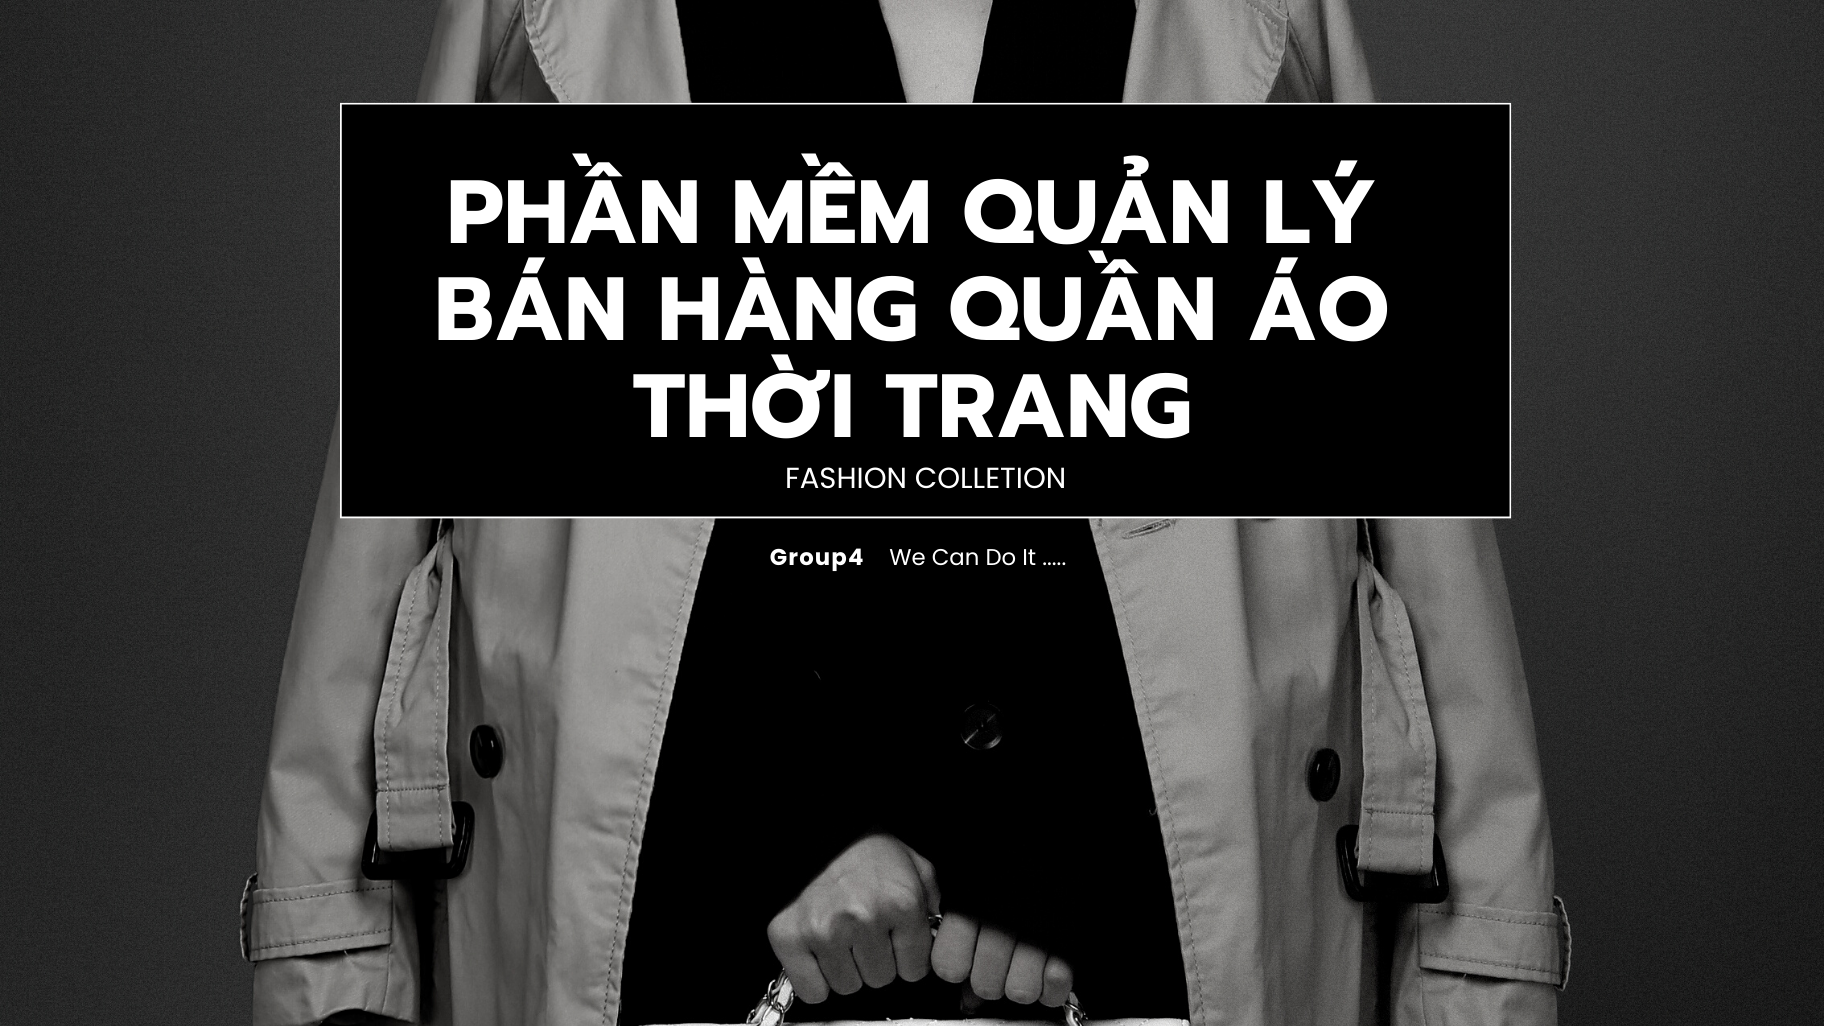 PHẦN MỀM QUẢN LÝ
BÁN HÀNG QUẦN ÁO
THỜI TRANG
FASHION COLLETION
Group4 We Can Do It .....